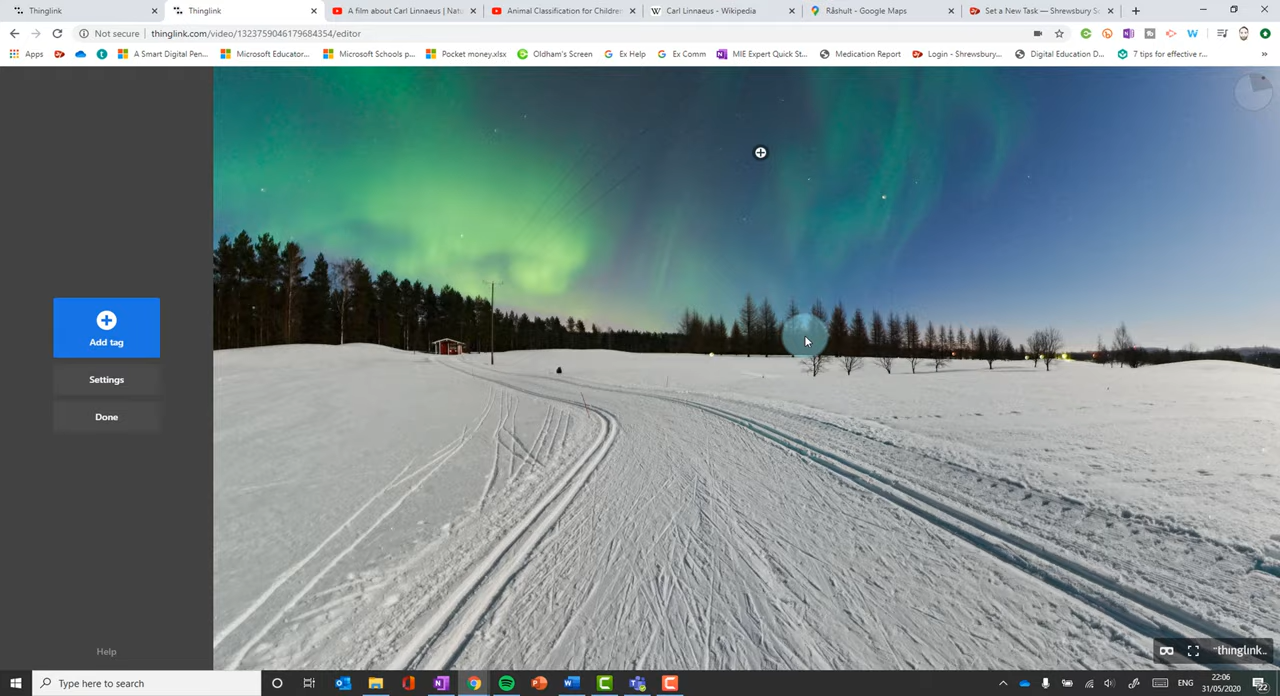 Thinglink
Thinglink
A film about Carl Linnaeus | Nat
Animal Classification for Children
Carl Linnaeus - Wikipedia
Råshult - Google Maps
Set a New Task — Shrewsbury S
Not secure | thinglink.com/video/1323759046179684354/editor
Apps
A Smart Digital Pen...
Microsoft Educator...
Microsoft Schools p...
Pocket money.xlsx
Oldham's Screen
Ex Help
Ex Comm
MIE Expert Quick St...
Medication Report
Login - Shrewsbury...
Digital Education D...
7 tips for effective r...
»
Add tag
Settings
Done
Help
thinglink..
Type here to search
ENG
22:06
31/05/2020
22